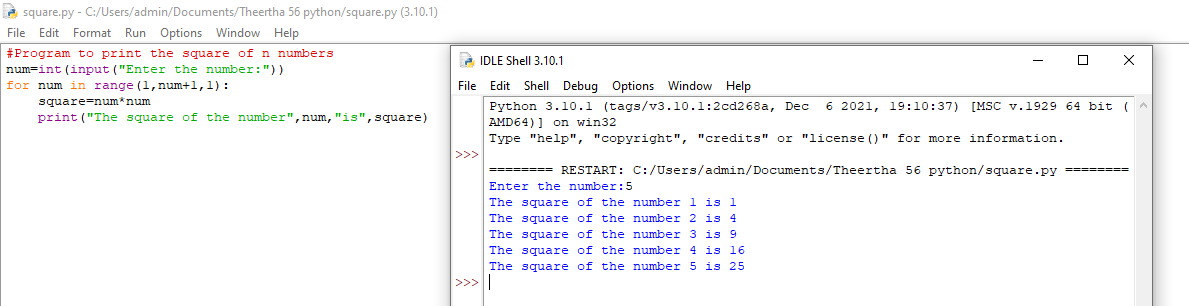 square.py - C:/Users/admin/Documents/Theertha 56 python/square.py (3.10.1)
File Edit Format Run Options Window Help
#Program to print the square of n numbers
num=int(input("Enter the number:"))
for num in range(1,num+1,1):
    square=num*num
    print("The square of the number",num,"is",square)
IDLE Shell 3.10.1
File Edit Shell Debug Options Window Help
Python 3.10.1 (tags/v3.10.1:2cd268a, Dec  6 2021, 19:10:37) [MSC v.1929 64 bit (
AMD64)] on win32
Type "help", "copyright", "credits" or "license()" for more information.
>>>
======== RESTART: C:/Users/admin/Documents/Theertha 56 python/square.py ========
Enter the number:5
The square of the number 1 is 1
The square of the number 2 is 4
The square of the number 3 is 9
The square of the number 4 is 16
The square of the number 5 is 25
>>>